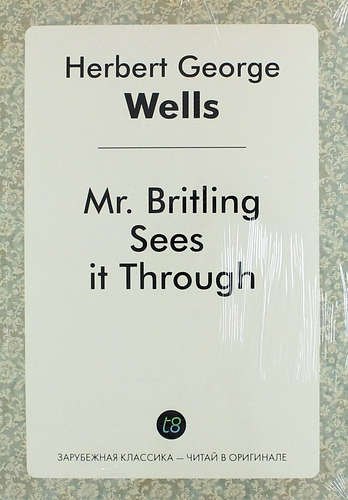 Herbert George
Wells
Mr. Britling
Sees
it Through
t8
ЗАРУБЕЖНАЯ КЛАССИКА — ЧИТАЙ В ОРИГИНАЛЕ